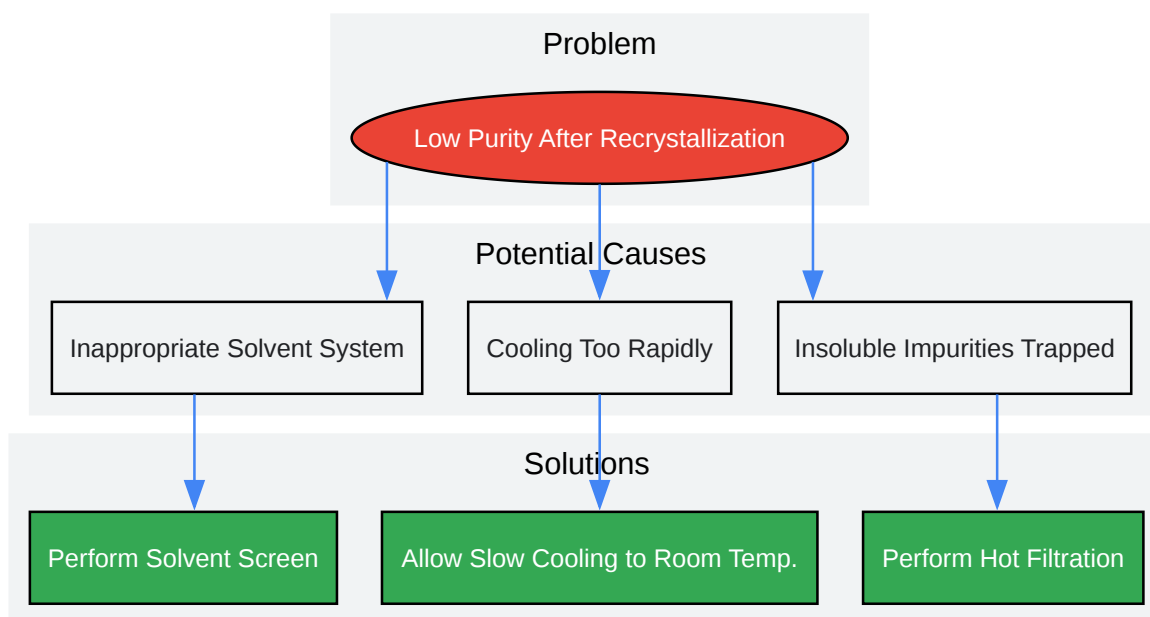 Problem
Low Purity After Recrystallization
Potential Causes
Inappropriate Solvent System
Cooling Too Rapidly
Insoluble Impurities Trapped
Solutions
Perform Solvent Screen
Allow Slow Cooling to Room Temp.
Perform Hot Filtration